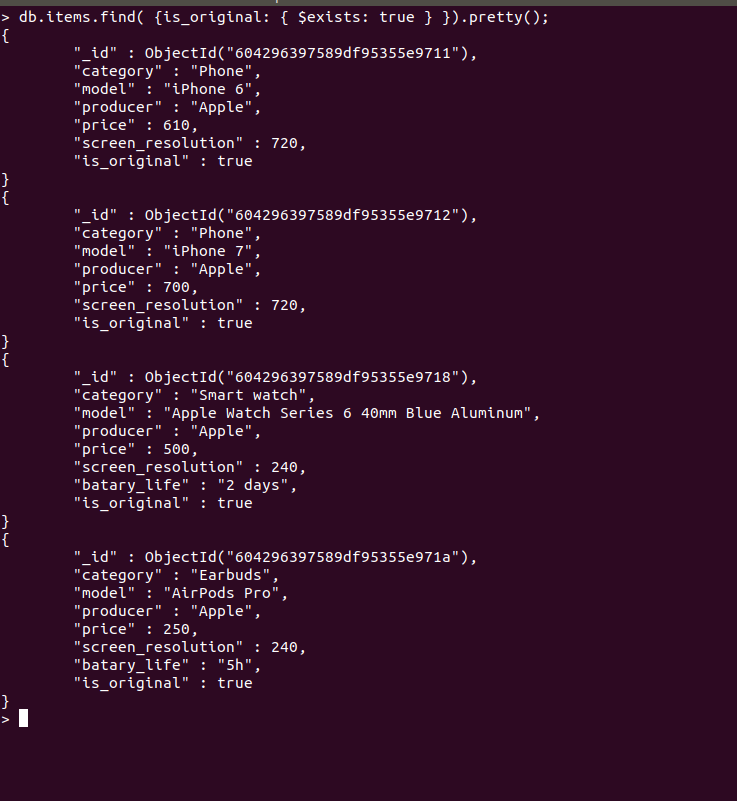 > db.items.find( {is_original: { $exists: true } }).pretty();
{
"_id" : ObjectId("604296397589df95355e9711"),
"category" : "Phone",
"model" : "iPhone 6",
"producer" : "Apple",
"price" : 610,
"screen_resolution" : 720,
"is_original" : true
}
{
"_id" : ObjectId("604296397589df95355e9712"),
"category" : "Phone",
"model" : "iPhone 7",
"producer" : "Apple",
"price" : 700,
"screen_resolution" : 720,
"is_original" : true
}
{
"_id" : ObjectId("604296397589df95355e9718"),
"category" : "Smart watch",
"model" : "Apple Watch Series 6 40mm Blue Aluminum",
"producer" : "Apple",
"price" : 500,
"screen_resolution" : 240,
"batary_life" : "2 days",
"is_original" : true
}
{
"_id" : ObjectId("604296397589df95355e971a"),
"category" : "Earbuds",
"model" : "AirPods Pro",
"producer" : "Apple",
"price" : 250,
"screen_resolution" : 240,
"batary_life" : "5h",
"is_original" : true
}
>